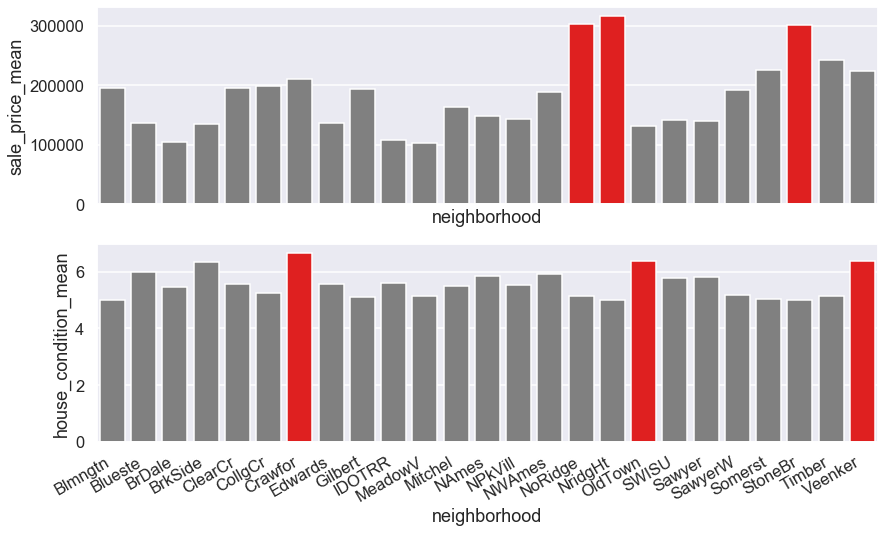 sale_price_mean
300000
200000
100000
0
neighborhood
house_condition_mean
6
4
2
0
Blmngtn
Blueste
BrDale
BrkSide
ClearCr
CollgCr
Crawfor
Edwards
Gilbert
IDOTRR
MeadowV
Mitchel
NAmes
NPkVill
NWAmes
NoRidge
NridgHt
OldTown
SWISU
Sawyer
SawyerW
Somerst
StoneBr
Timber
Veenker
neighborhood